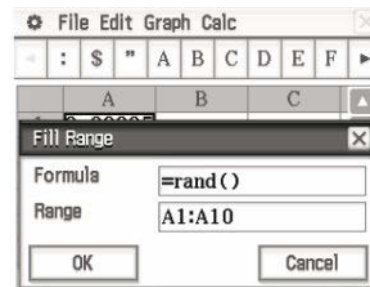 File Edit Graph Calc
: $ " A B C D E F
A B C
Fill Range
Formula =rand()
Range A1:A10
OK Cancel